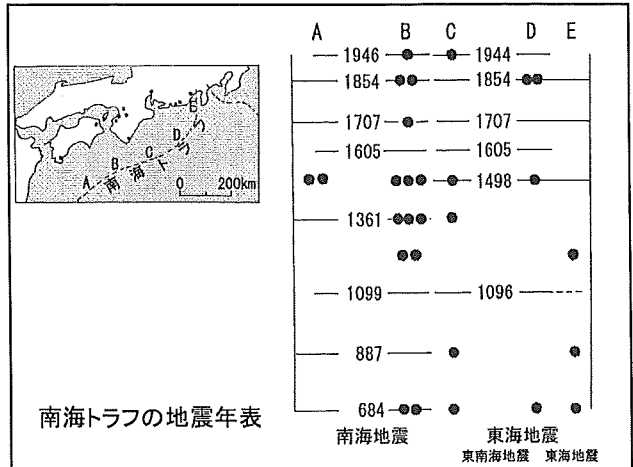 A B C D E
1946 1944
1854 1854
1707 1707
1605 1605
1498
1361
1099 1096
887
684
南海地震 東海地震
東南海地震 東海地震
A B C D E
南海トラフ
0 200km
南海トラフの地震年表